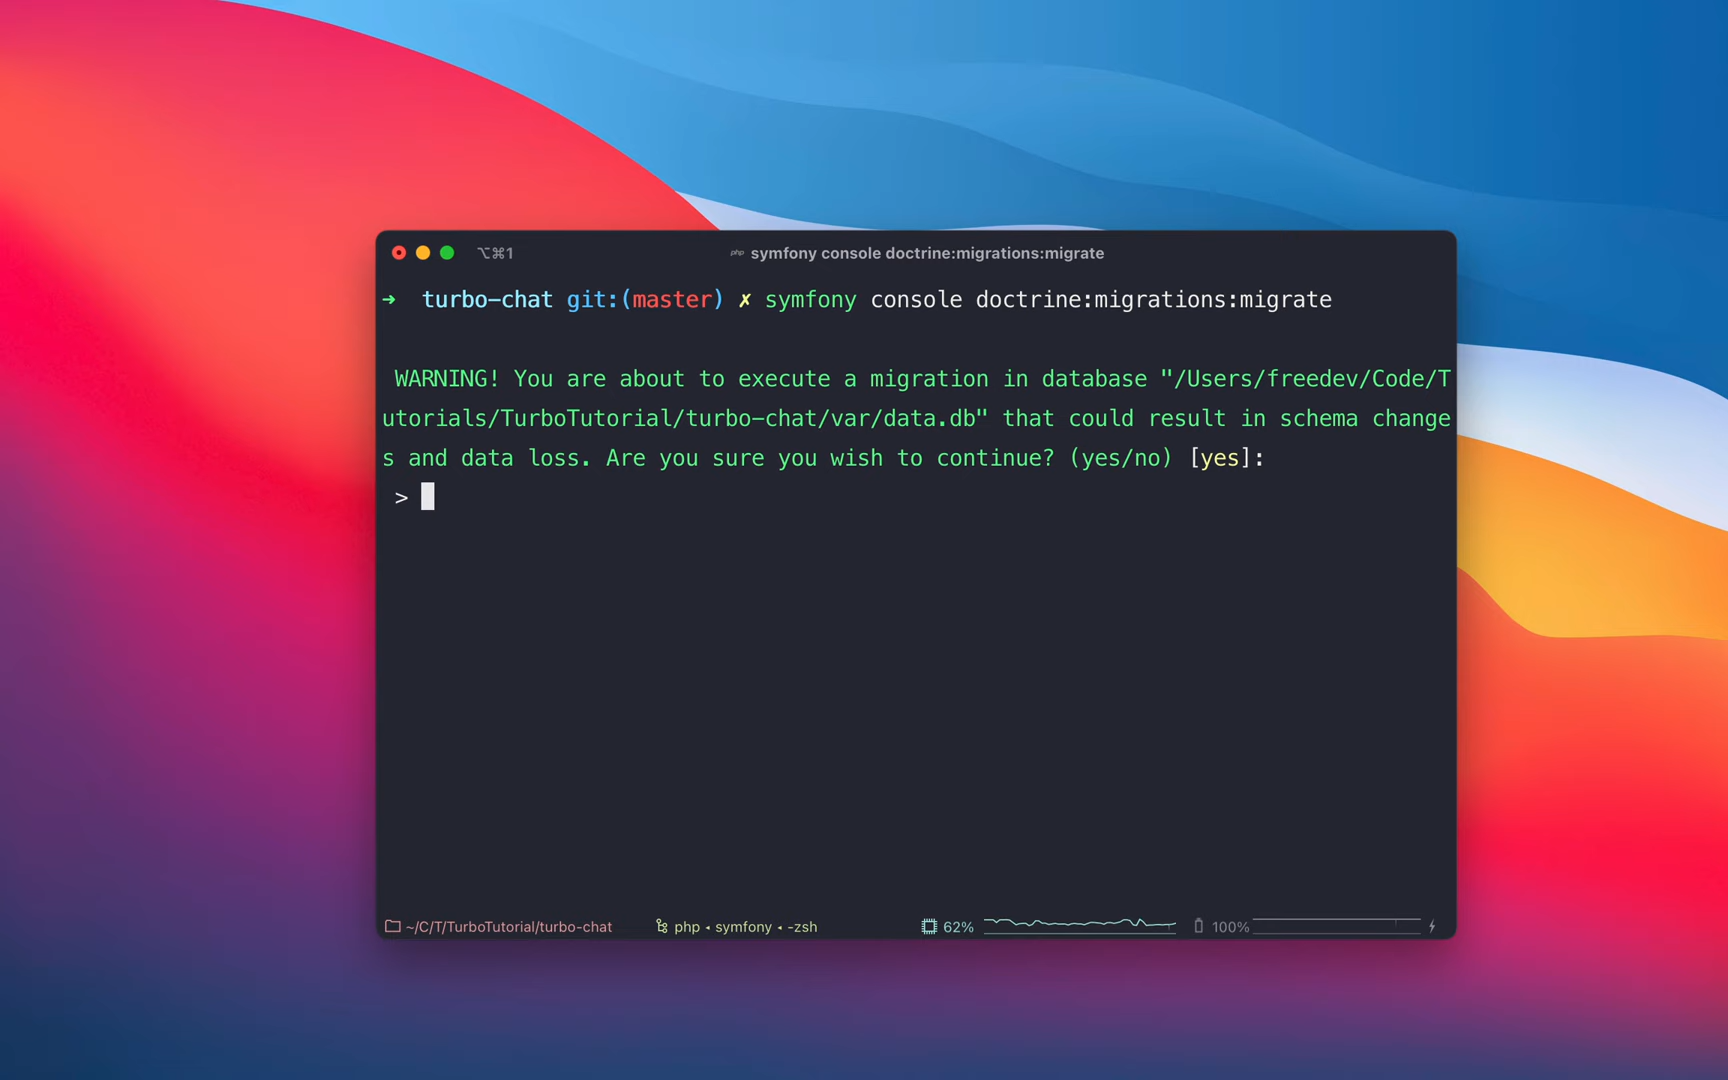 ⌥⌘1
php symfony console doctrine:migrations:migrate
➜ turbo-chat git:(master) ✗ symfony console doctrine:migrations:migrate
WARNING! You are about to execute a migration in database "/Users/freedev/Code/T
utorials/TurboTutorial/turbo-chat/var/data.db" that could result in schema change
s and data loss. Are you sure you wish to continue? (yes/no) [yes]:
>
~/C/T/TurboTutorial/turbo-chat php ◂ symfony ◂ -zsh 62% 100%